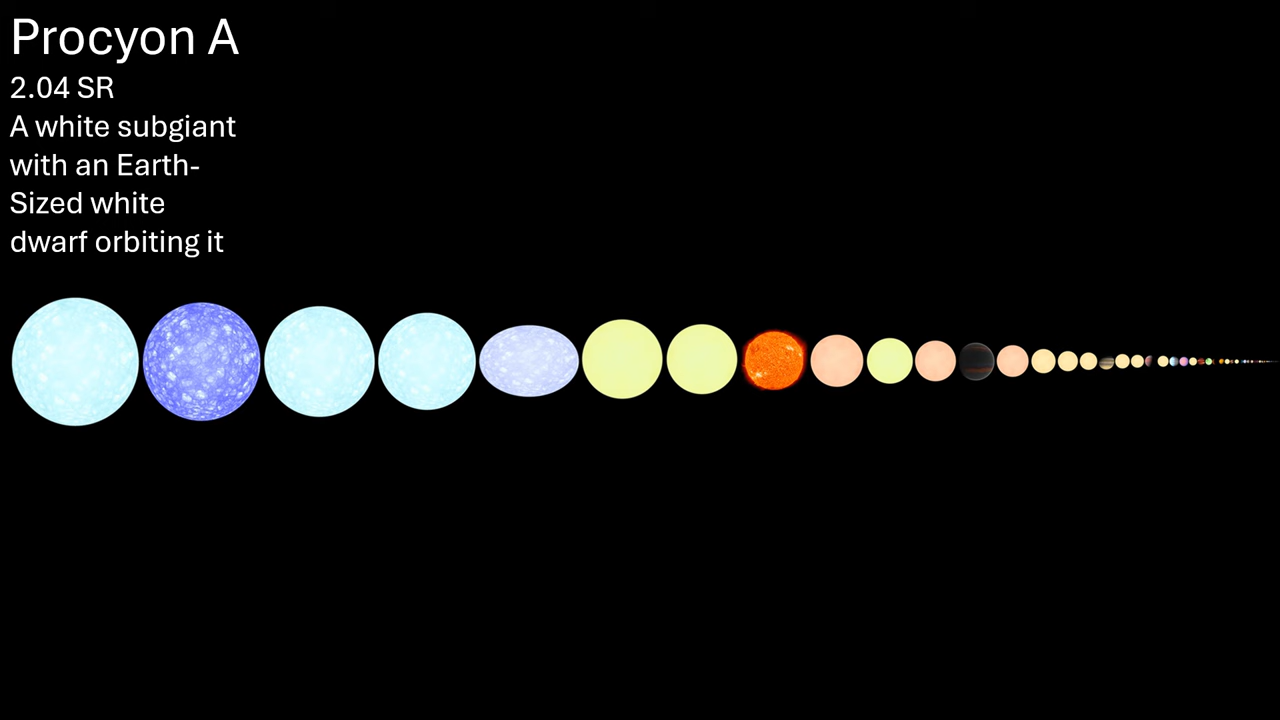 Procyon A
2.04 SR
A white subgiant
with an Earth-
Sized white
dwarf orbiting it